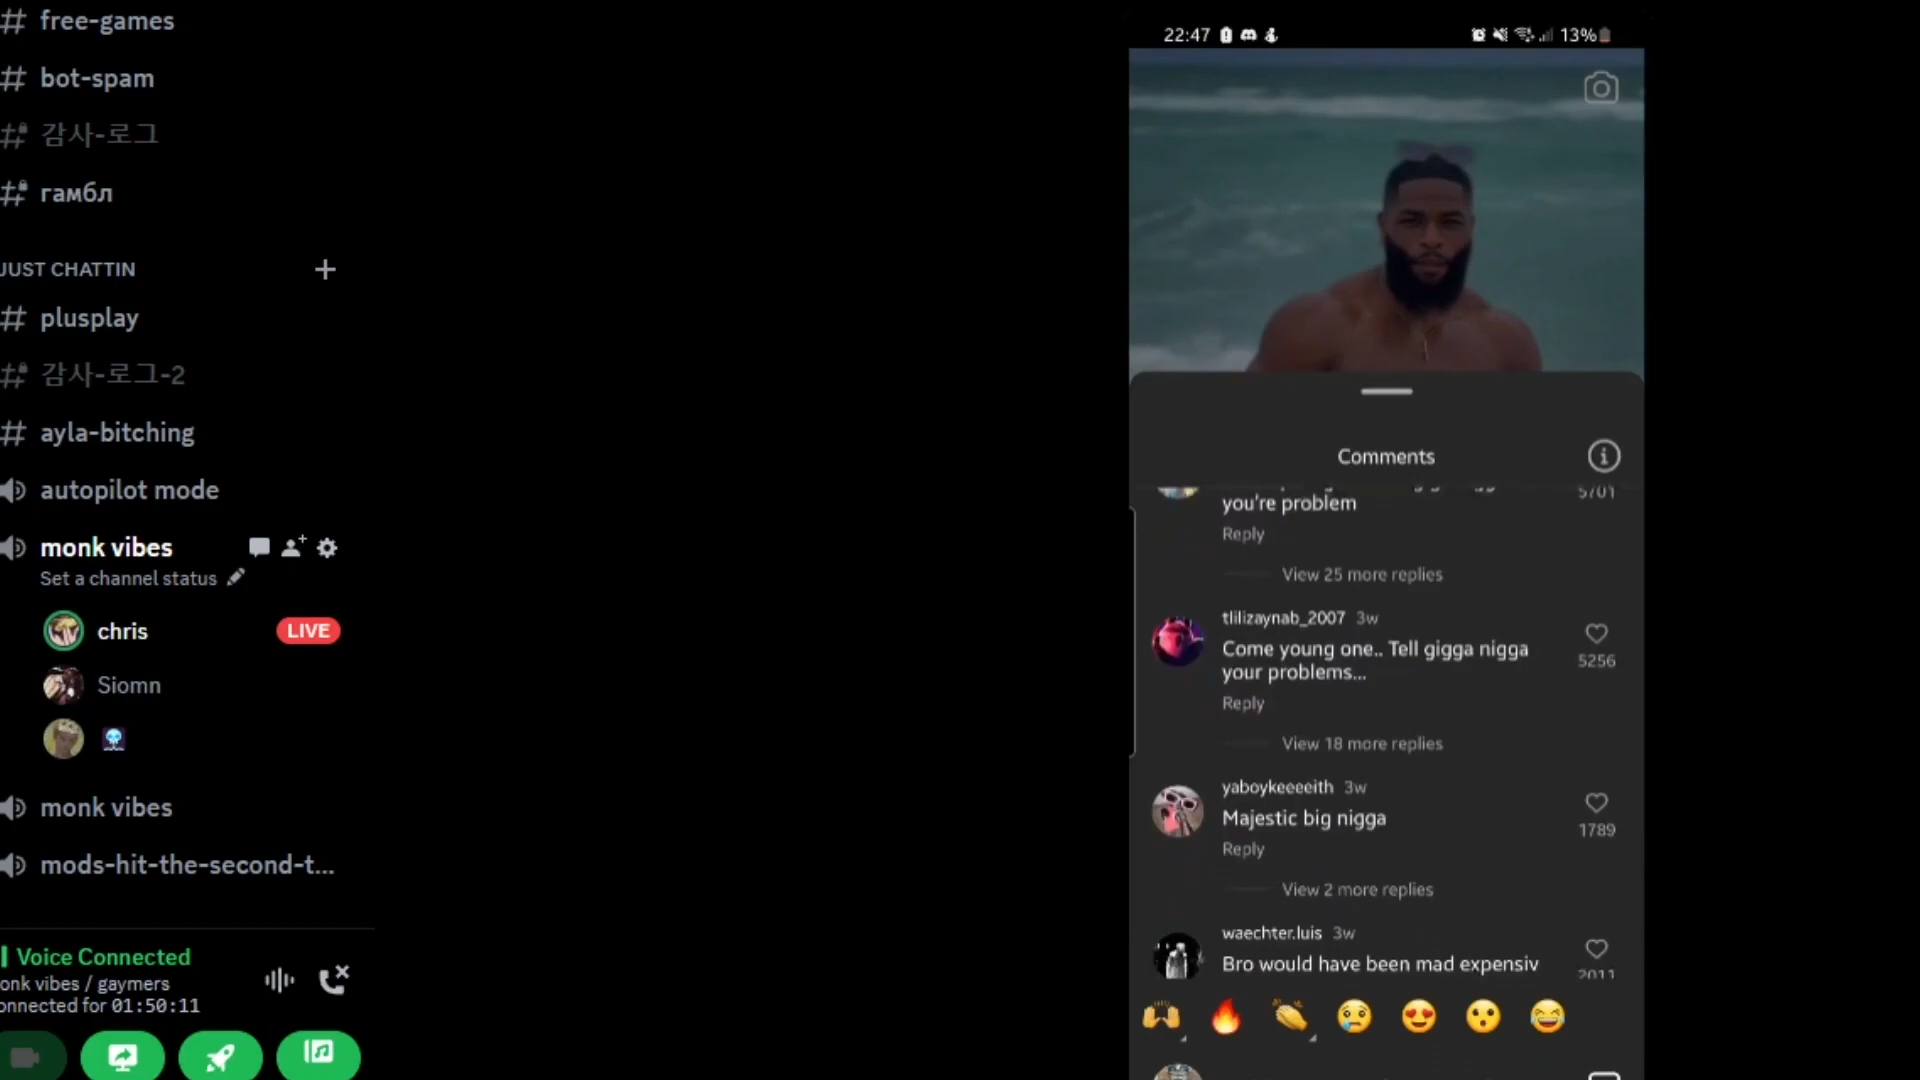 free-games
bot-spam
감사-로그
гамбл
JUST CHATTIN
plusplay
감사-로그-2
ayla-bitching
autopilot mode
monk vibes
Set a channel status
chris
LIVE
Siomn
monk vibes
mods-hit-the-second-t...
Voice Connected
onk vibes / gaymers
onnected for 01:50:11
22:47
13%
Comments
you're problem
5701
Reply
View 25 more replies
tlilizaynab_2007 3w
Come young one.. Tell gigga nigga
your problems...
5256
Reply
View 18 more replies
yaboykeeeeith 3w
Majestic big nigga
1789
Reply
View 2 more replies
waechter.luis 3w
Bro would have been mad expensiv
2011